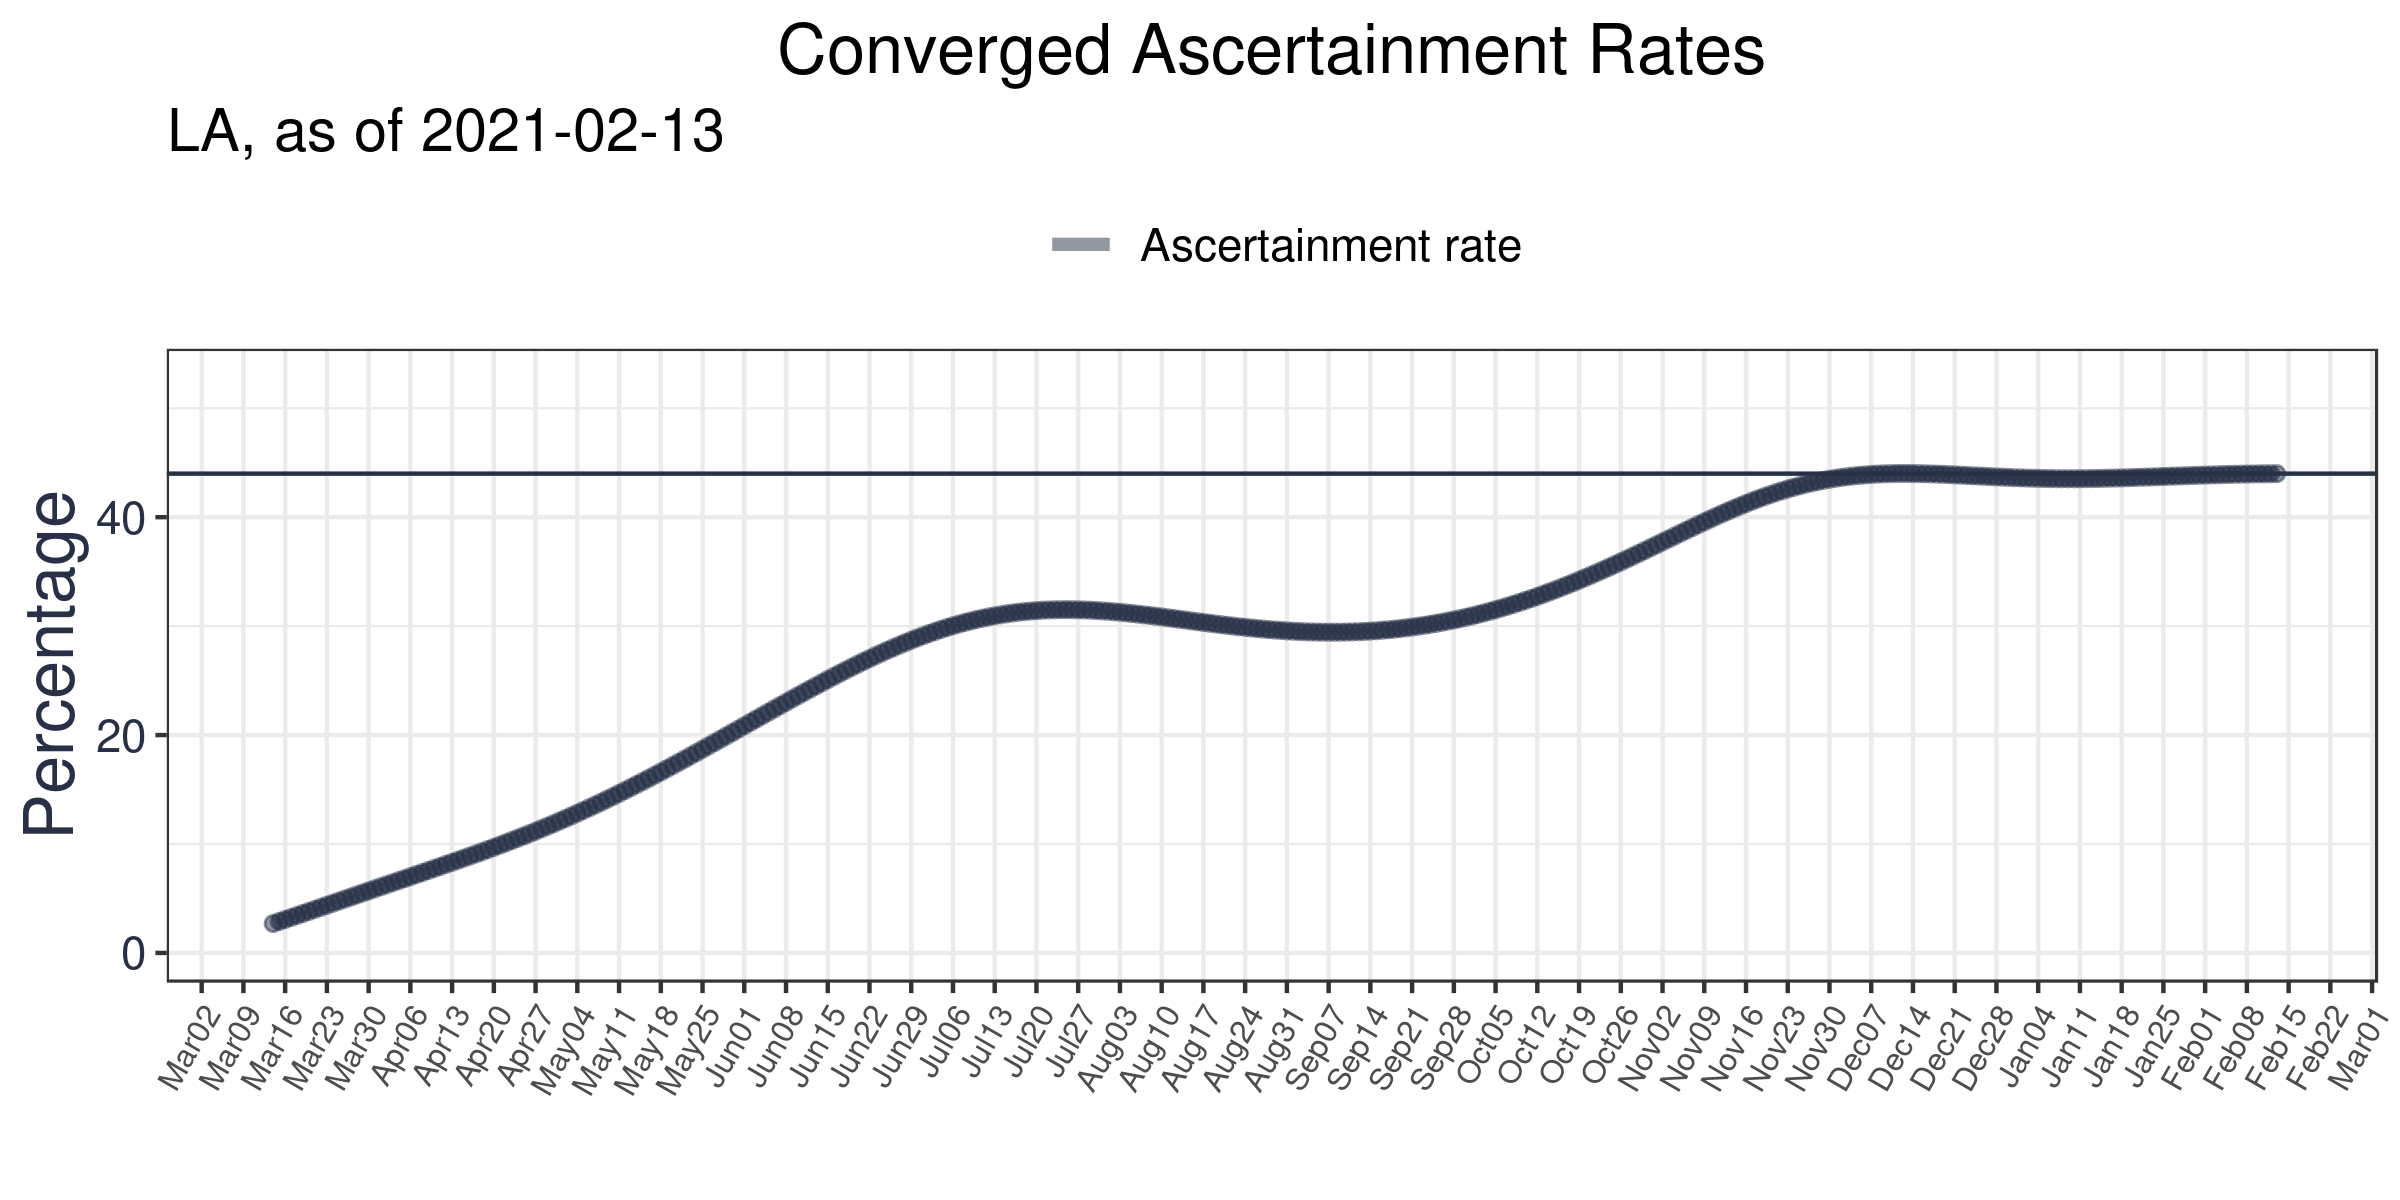 Converged Ascertainment Rates
LA, as of 2021-02-13
Ascertainment rate
Percentage
40
20
0
Mar02 Mar09 Mar16 Mar23 Mar30 Apr06 Apr13 Apr20 Apr27 May04 May11 May18 May25 Jun01 Jun08 Jun15 Jun22 Jun29 Jul06 Jul13 Jul20 Jul27 Aug03 Aug10 Aug17 Aug24 Aug31 Sep07 Sep14 Sep21 Sep28 Oct05 Oct12 Oct19 Oct26 Nov02 Nov09 Nov16 Nov23 Nov30 Dec07 Dec14 Dec21 Dec28 Jan04 Jan11 Jan18 Jan25 Feb01 Feb08 Feb15 Feb22 Mar01